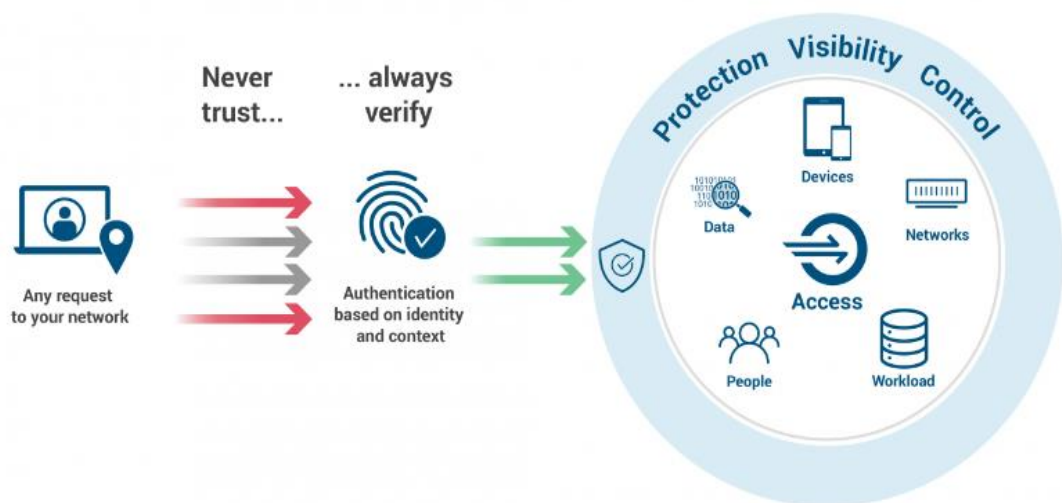 Never
trust...
... always
verify
Any request
to your network
Authentication
based on identity
and context
Protection Visibility Control
Devices
Data
Networks
Access
People
Workload